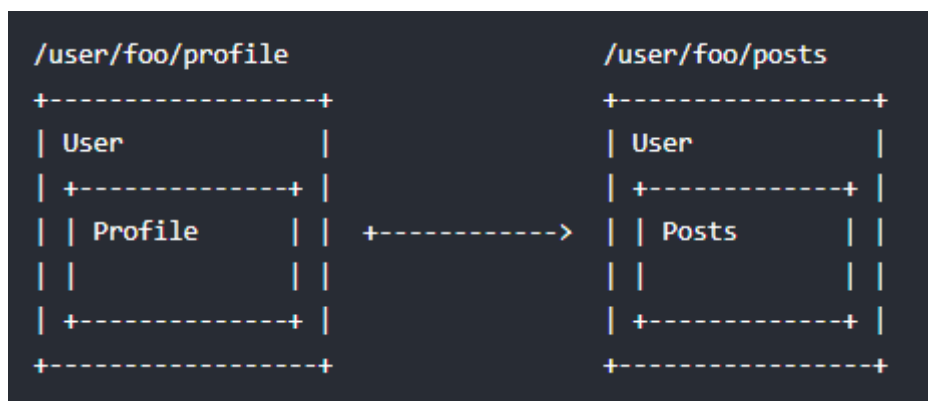 /user/foo/profile                     /user/foo/posts
+------------------+                  +-----------------+
| User             |                  | User            |
| +--------------+ |                  | +-------------+ |
| | Profile      | |  +------------>  | | Posts       | |
| |              | |                  | |             | |
| +--------------+ |                  | +-------------+ |
+------------------+                  +-----------------+